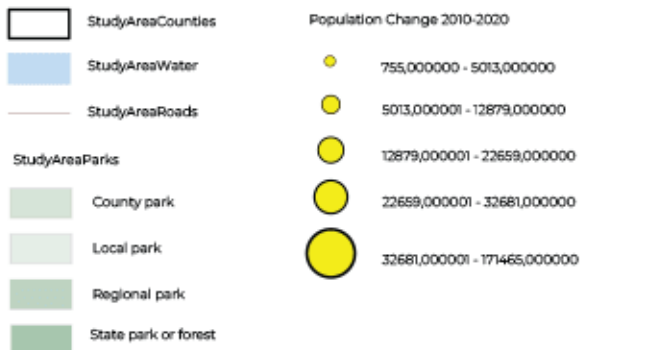 StudyAreaCounties
StudyAreaWater
StudyAreaRoads
StudyAreaParks
County park
Local park
Regional park
State park or forest
Population Change 2010-2020
755,000000 - 5013,000000
5013,000001 - 12879,000000
12879,000001 - 22659,000000
22659,000001 - 32681,000000
32681,000001 - 171465,000000